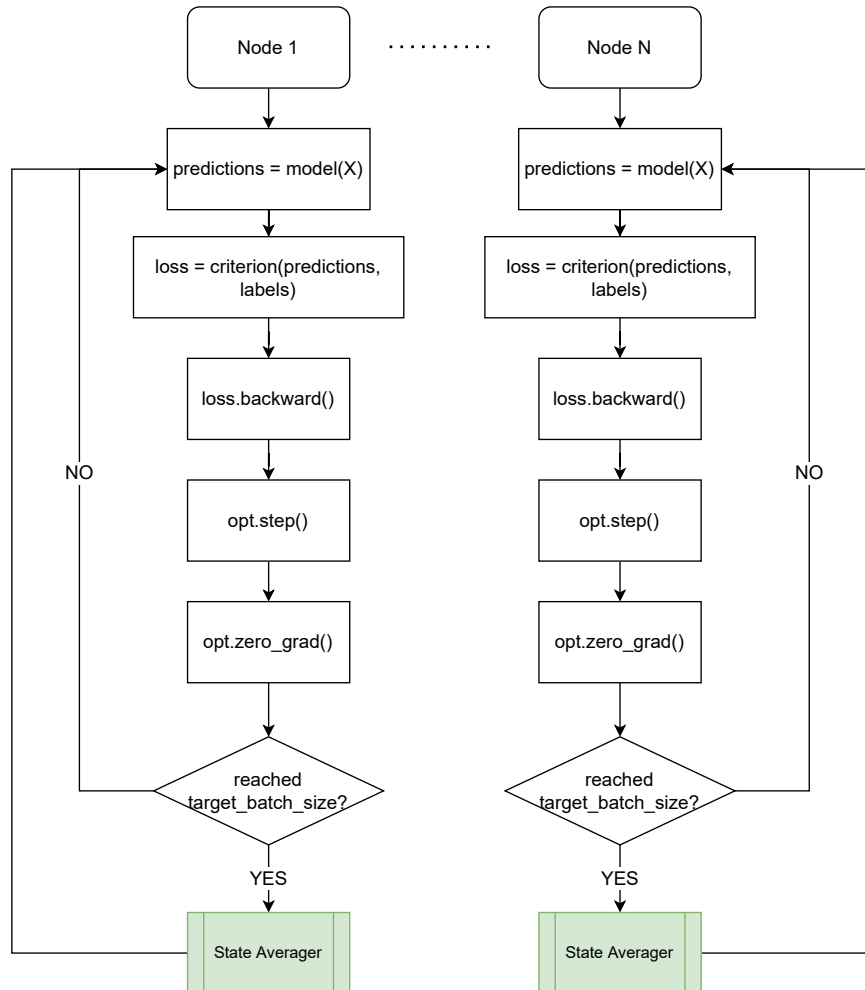 Node 1
predictions = model(X)
loss = criterion(predictions,
labels)
loss.backward()
opt.step()
opt.zero_grad()
reached
target_batch_size?
NO
YES
State Averager
Node N
predictions = model(X)
loss = criterion(predictions,
labels)
loss.backward()
opt.step()
opt.zero_grad()
reached
target_batch_size?
NO
YES
State Averager